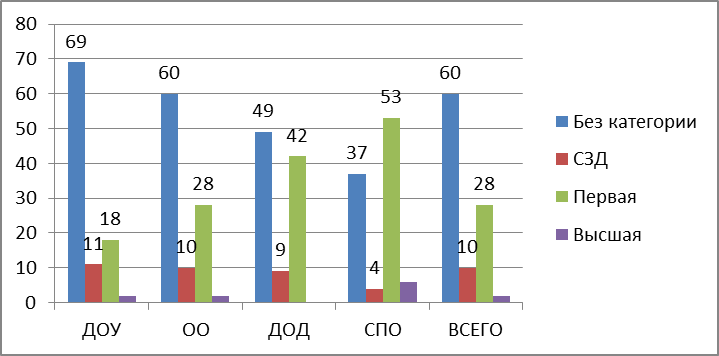 80
70
60
50
40
30
20
10
0
69
11
18
60
10
28
49
9
42
37
4
53
60
10
28
ДОУ
ОО
ДОД
СПО
ВСЕГО
Без категории
СЗД
Первая
Высшая